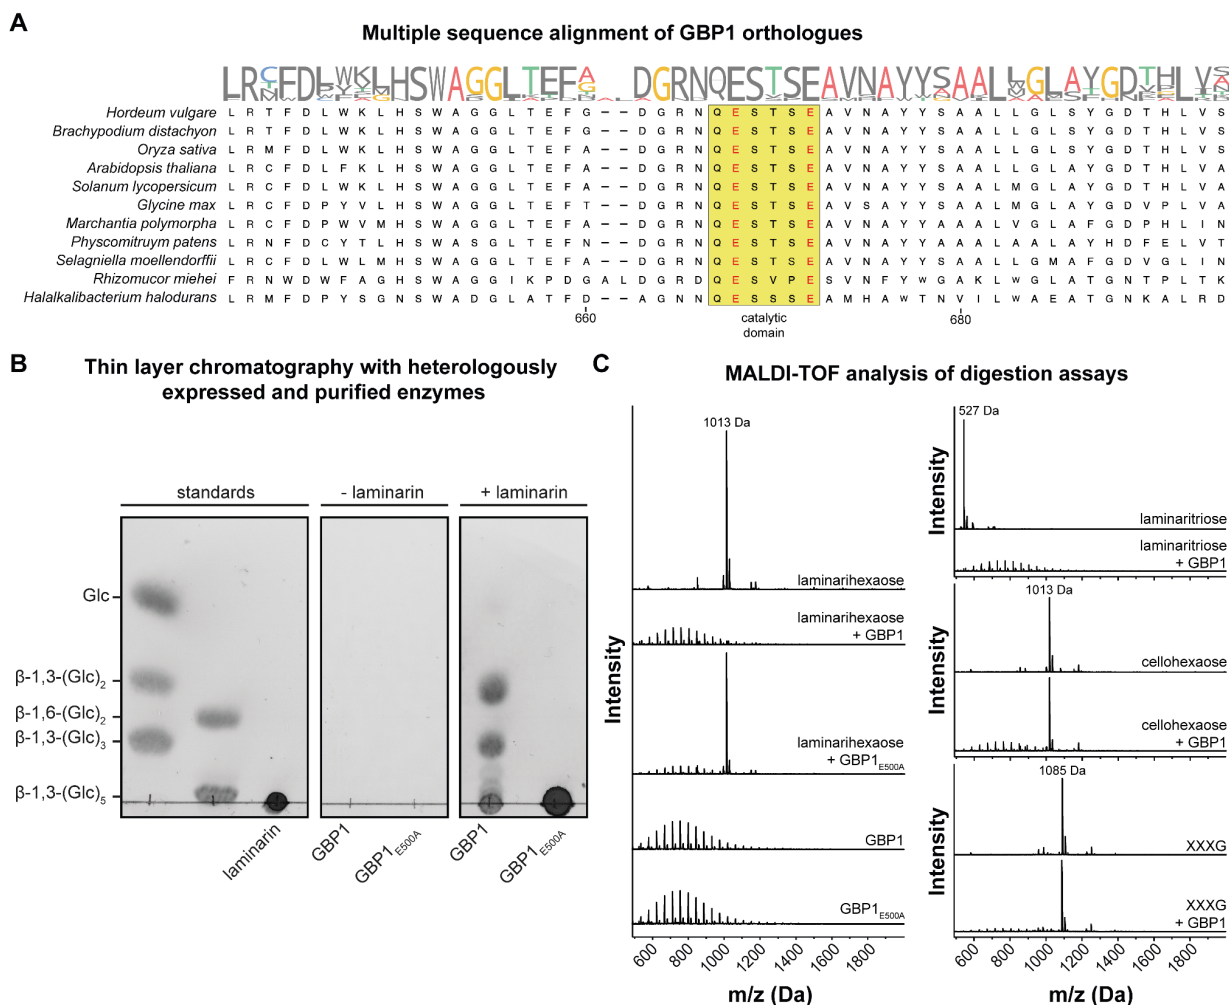 A
Multiple sequence alignment of GBP1 orthologues
Hordeum vulgare L R T F D L W K L H S W A G G L T E F G – – D G R N Q E S T S E A V N A Y Y S A A L L G L S Y G D T H L V S
Brachypodium distachyon L R T F D L W K L H S W A G G L T E F G – – D G R N Q E S T S E A V N A Y Y S A A L L G L S Y G D T H L V S
Oryza sativa L R M F D L W K L H S W A G G L T E F A – – D G R N Q E S T S E A V N A Y Y S A A L L G L S Y G D T H L V S
Arabidopsis thaliana L R C F D L F K L H S W A G G L T E F A – – D G R N Q E S T S E A V N A Y Y S A A L L G L A Y G D T H L V A
Solanum lycopersicum L R C F D L W K L H S W A G G L T E F A – – D G R N Q E S T S E A V N A Y Y S A A L M G L A Y G D T H L V A
Glycine max L R C F D P Y V L H S W A G G L T E F T – – D G R N Q E S T S E A V S A Y Y S A A L M G L A Y G D V P L V A
Marchantia polymorpha L R C F D P W V M H S W A G G L T E F A – – D G R N Q E S T S E A V N A Y Y A A A L V G L A F G D P H L I N
Physcomitruym patens L R N F D C Y T L H S W A S G L T E F N – – D G R N Q E S T S E A V N A Y Y A A A L A A L A Y H D F E L V T
Selagniella moellendorffii L R C F D L W L M H S W A G G L T E F A – – D G R N Q E S T S E A V N A Y Y A A A L L G M A F G D V G L I N
Rhizomucor miehei F R N W D W F A G H S W A G G I K P D G A L D G R D Q E S V P E S V N F Y W G A K L W G L A T G N T P L T K
Halalkalibacterium halodurans L R M F D P Y S G N S W A D G L A T F D – – A G N N Q E S S S E A M H A W T N V I L W A E A T G N K A L R D
660 catalytic domain 680
B
Thin layer chromatography with heterologously
expressed and purified enzymes
standards
- laminarin
+ laminarin
Glc
β-1,3-(Glc)2
β-1,6-(Glc)2
β-1,3-(Glc)3
β-1,3-(Glc)5
laminarin
GBP1
GBP1E500A
GBP1
GBP1E500A
C
MALDI-TOF analysis of digestion assays
Intensity
1013 Da
laminarihexaose
laminarihexaose
+ GBP1
laminarihexaose
+ GBP1E500A
GBP1
GBP1E500A
600 800 1000 1200 1400 1600 1800
m/z (Da)
Intensity
527 Da
laminaritriose
laminaritriose
+ GBP1
Intensity
1013 Da
cellohexaose
cellohexaose
+ GBP1
Intensity
1085 Da
XXXG
XXXG
+ GBP1
600 800 1000 1200 1400 1600 1800
m/z (Da)